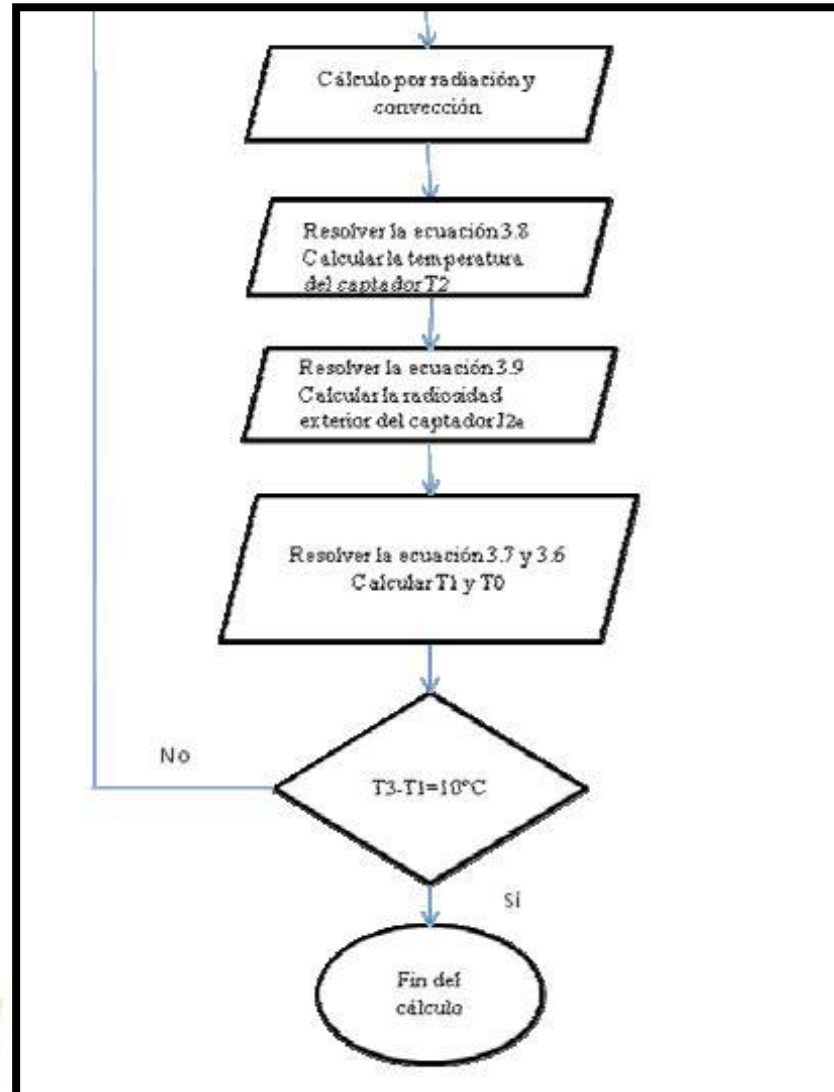 Cálculo por radiación y
convección
Resolver la ecuación 3.8
Calcular la temperatura
del captador T2
Resolver la ecuación 3.9
Calcular la radiosidad
exterior del captador J2e
Resolver la ecuación 3.7 y 3.6
Calcular T1 y T0
T3-T1=10°C
No
Sí
Fin del
cálculo